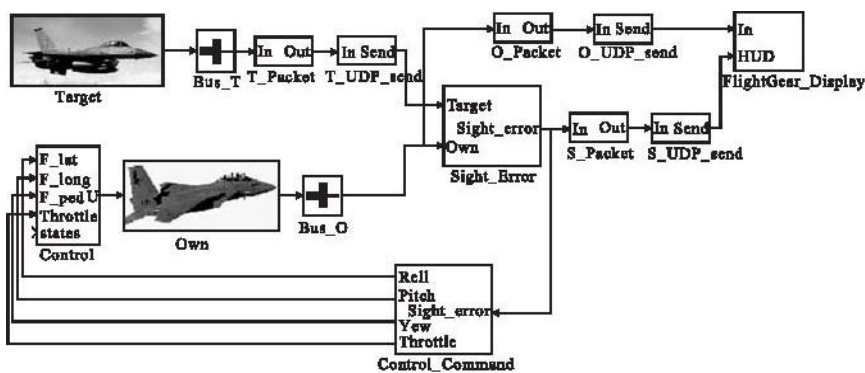 Target
Bus_T
In Out
T_Packet
In Send
T_UDP_send
In Out
O_Packet
In Send
O_UDP_send
In
HUD
FlightGear_Display
Target
Sight_error
Own
Sight_Error
In Out
S_Packet
In Send
S_UDP_send
F_lat
F_long
F_ped U
Throttle
states
Control
Own
Bus_O
Rell
Pitch
Sight_error
Yew
Throttle
Control_Command